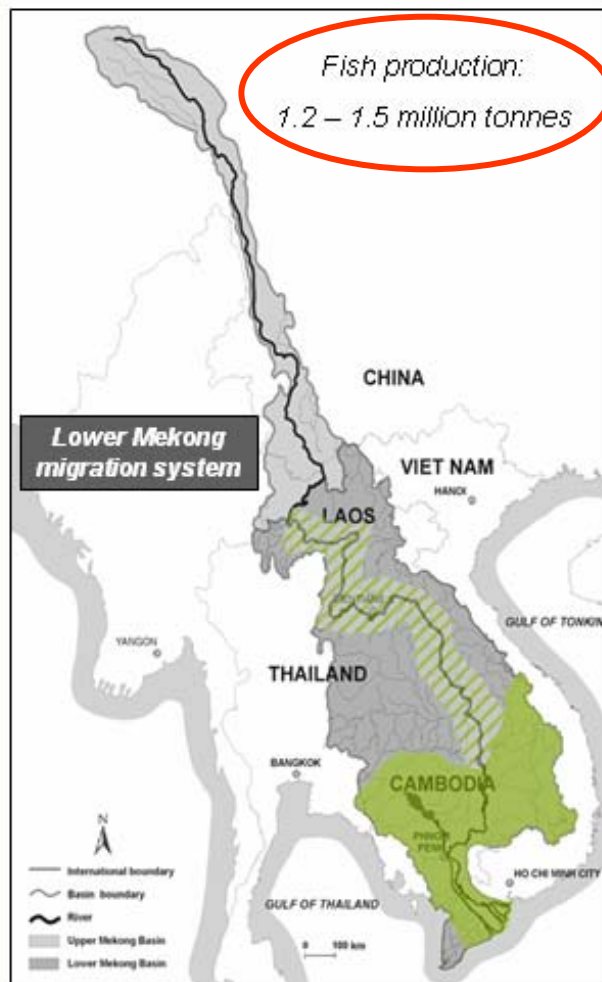 Fish production:
1.2 – 1.5 million tonnes
CHINA
Lower Mekong
migration system
VIET NAM
HANOI
LAOS
VIENTIANE
GULF OF TONKIN
YANGON
THAILAND
BANGKOK
CAMBODIA
PHNOM
PENH
HO CHI MINH CITY
GULF OF THAILAND
N
0 100 km
International boundary
Basin boundary
River
Upper Mekong Basin
Lower Mekong Basin